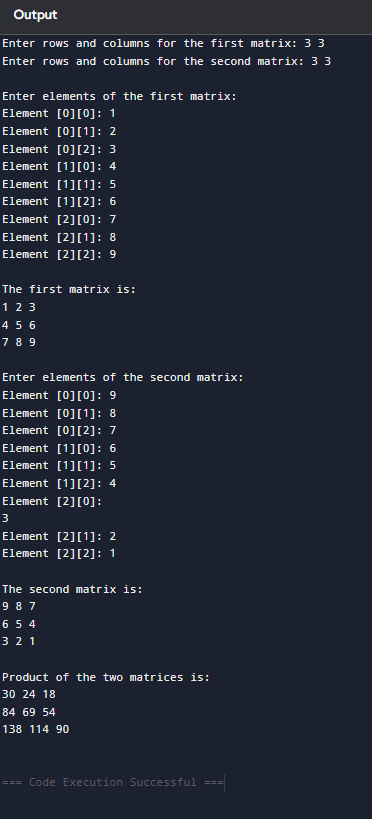 Output
Enter rows and columns for the first matrix: 3 3
Enter rows and columns for the second matrix: 3 3
Enter elements of the first matrix:
Element [0][0]: 1
Element [0][1]: 2
Element [0][2]: 3
Element [1][0]: 4
Element [1][1]: 5
Element [1][2]: 6
Element [2][0]: 7
Element [2][1]: 8
Element [2][2]: 9
The first matrix is:
1 2 3
4 5 6
7 8 9
Enter elements of the second matrix:
Element [0][0]: 9
Element [0][1]: 8
Element [0][2]: 7
Element [1][0]: 6
Element [1][1]: 5
Element [1][2]: 4
Element [2][0]:
3
Element [2][1]: 2
Element [2][2]: 1
The second matrix is:
9 8 7
6 5 4
3 2 1
Product of the two matrices is:
30 24 18
84 69 54
138 114 90
=== Code Execution Successful ===